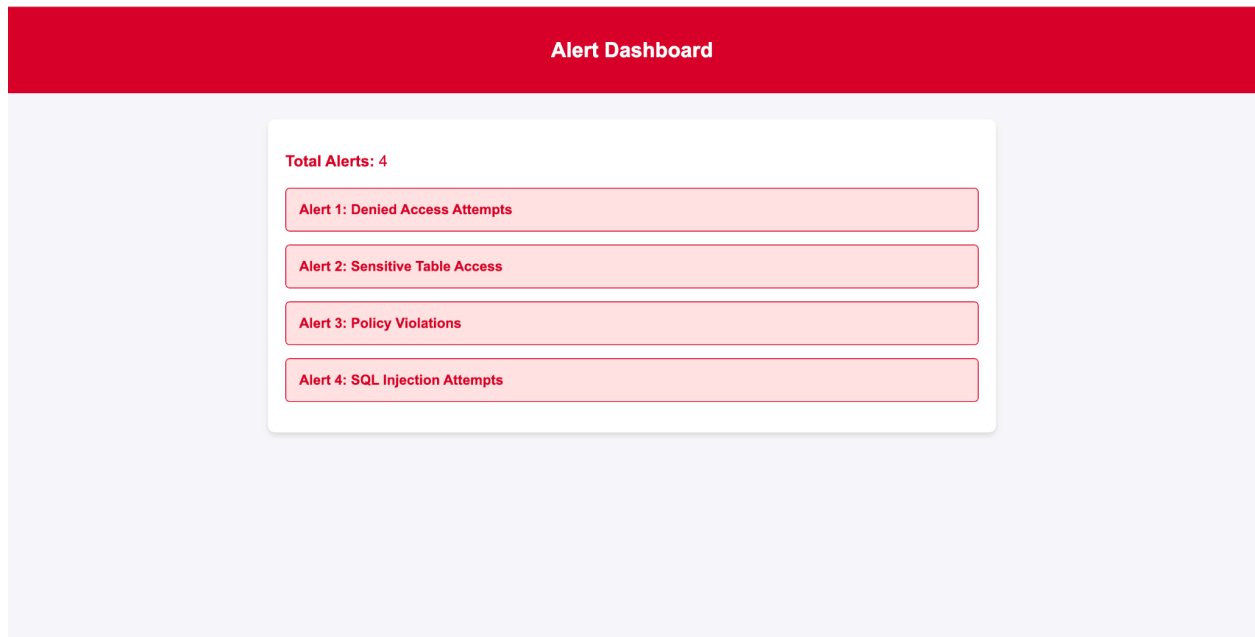 Alert Dashboard
Total Alerts: 4
Alert 1: Denied Access Attempts
Alert 2: Sensitive Table Access
Alert 3: Policy Violations
Alert 4: SQL Injection Attempts